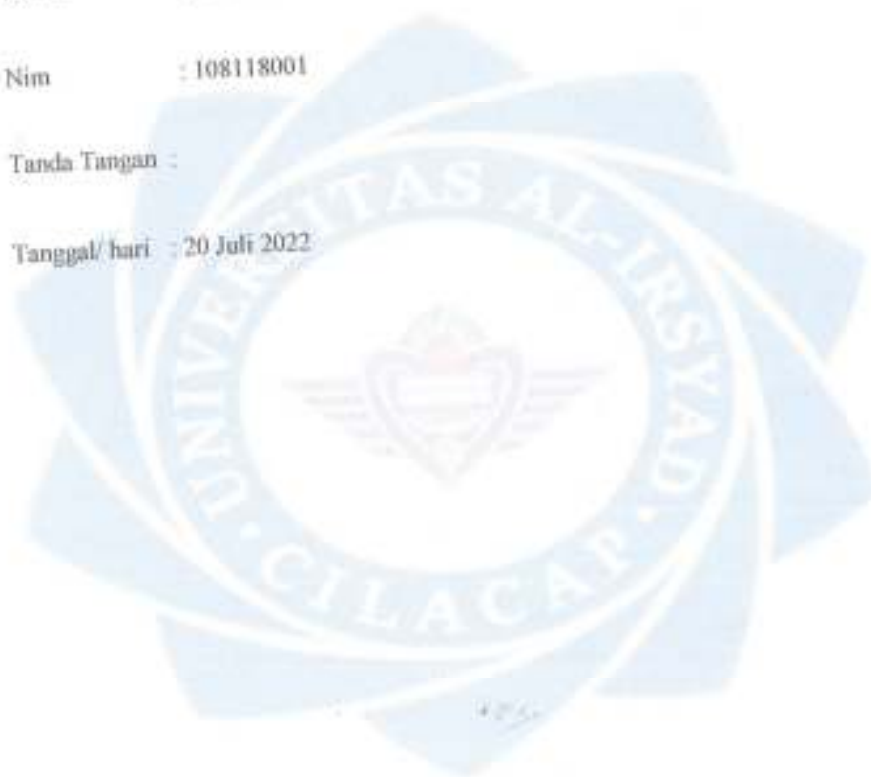 Nim : 108118001
Tanda Tangan :
Tanggal/ hari : 20 Juli 2022
UNIVERSITAS AL-IRSYAD
CILACAP